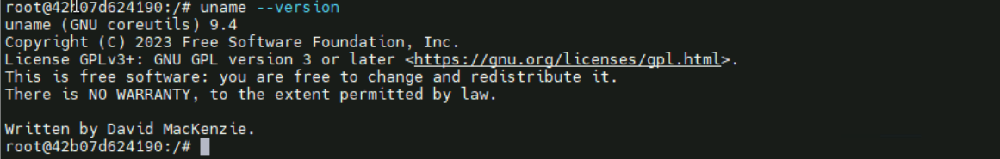 root@42b07d624190:/# uname --version
uname (GNU coreutils) 9.4
Copyright (C) 2023 Free Software Foundation, Inc.
License GPLv3+: GNU GPL version 3 or later <https://gnu.org/licenses/gpl.html>.
This is free software: you are free to change and redistribute it.
There is NO WARRANTY, to the extent permitted by law.

Written by David MacKenzie.
root@42b07d624190:/#